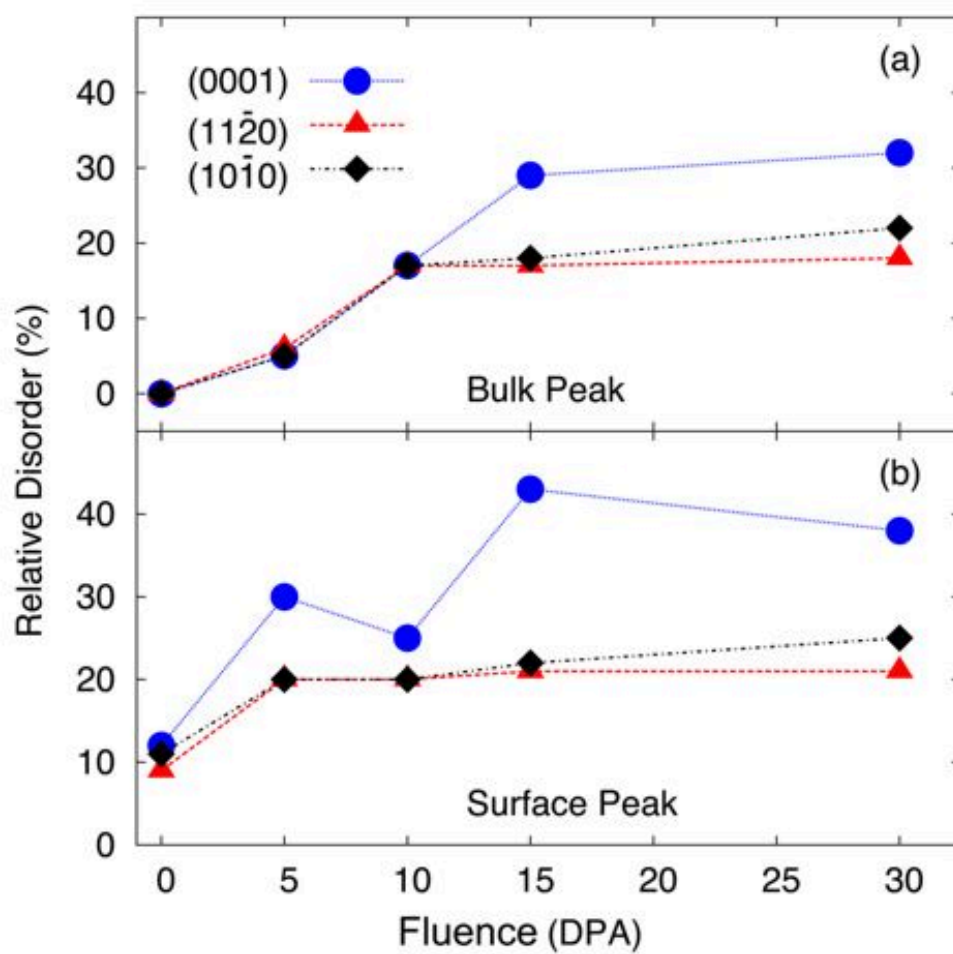 (a)
(0001)
(112̄0)
(101̄0)
40
30
20
10
0
Bulk Peak
Relative Disorder (%)
(b)
40
30
20
10
0
Surface Peak
0 5 10 15 20 25 30
Fluence (DPA)